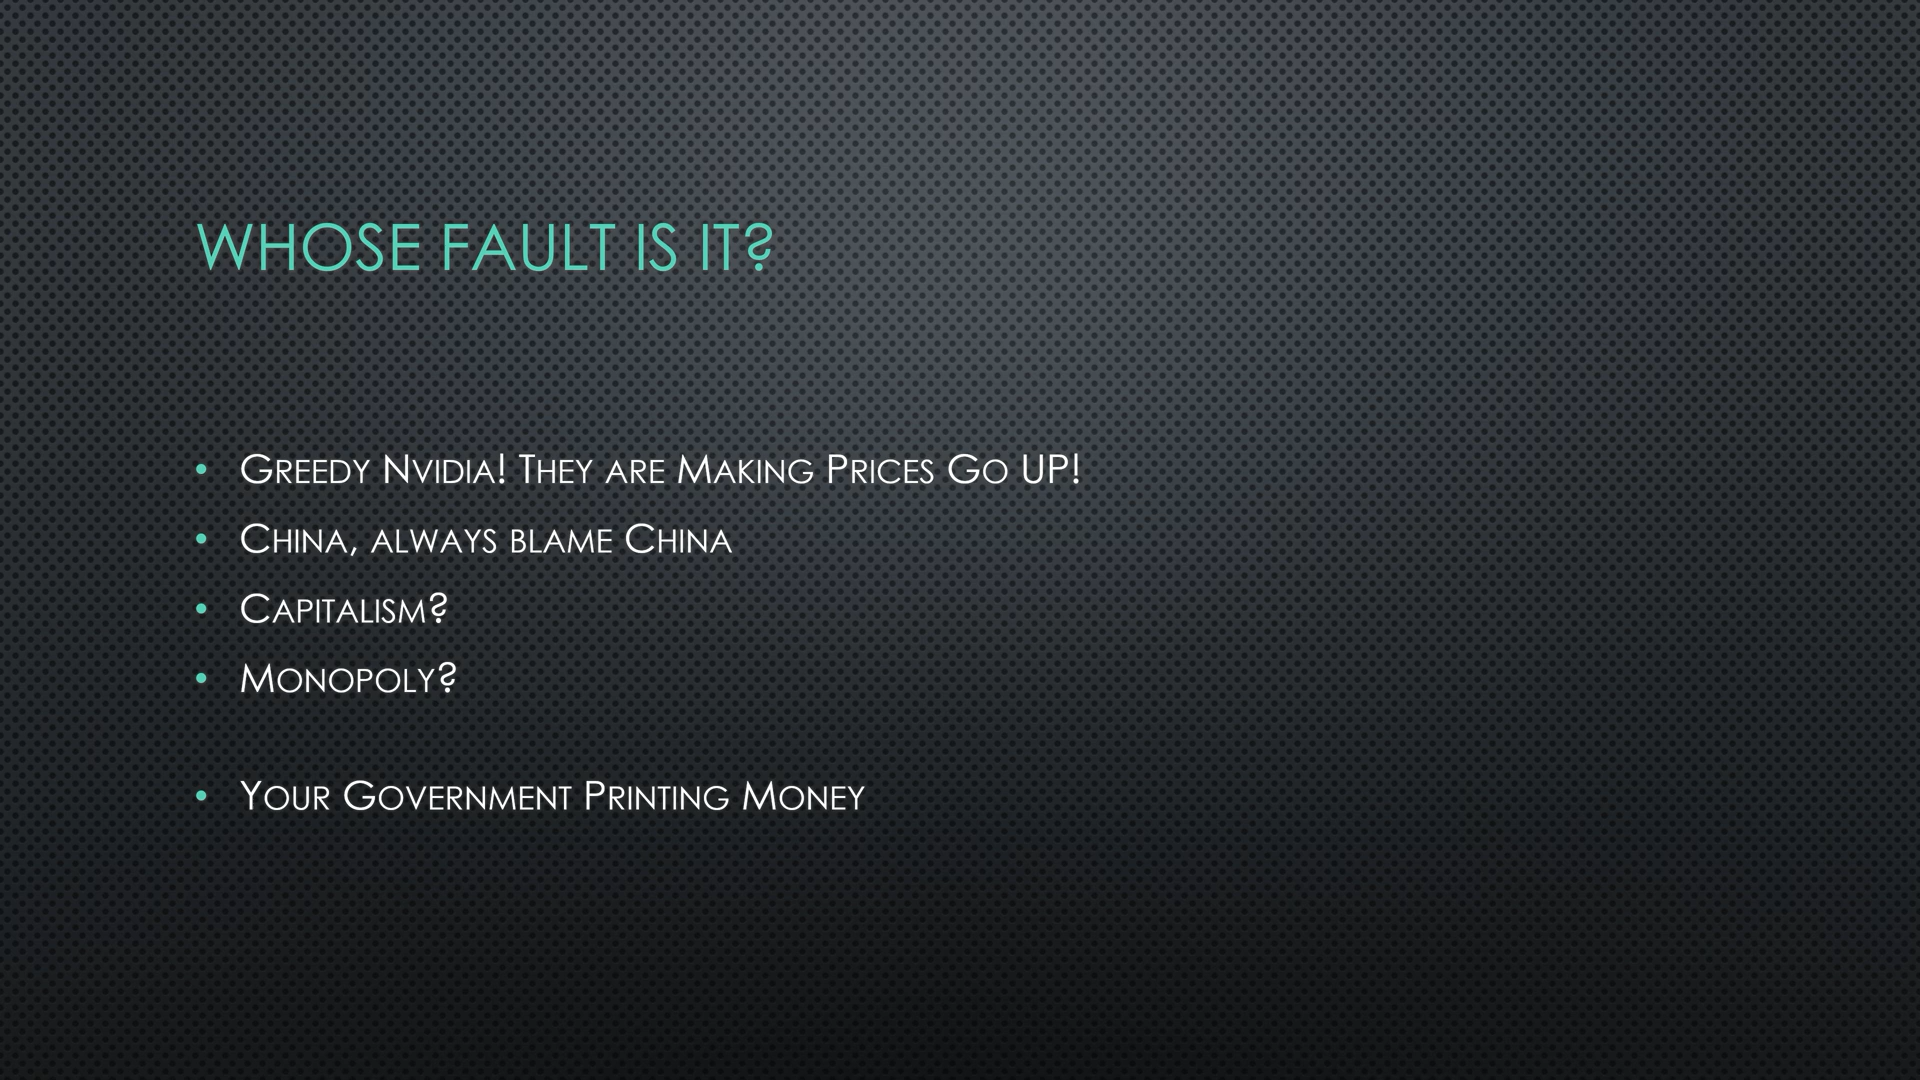 WHOSE FAULT IS IT?
• Greedy Nvidia! They are Making Prices Go UP!
• China, always blame China
• Capitalism?
• Monopoly?
• Your Government Printing Money